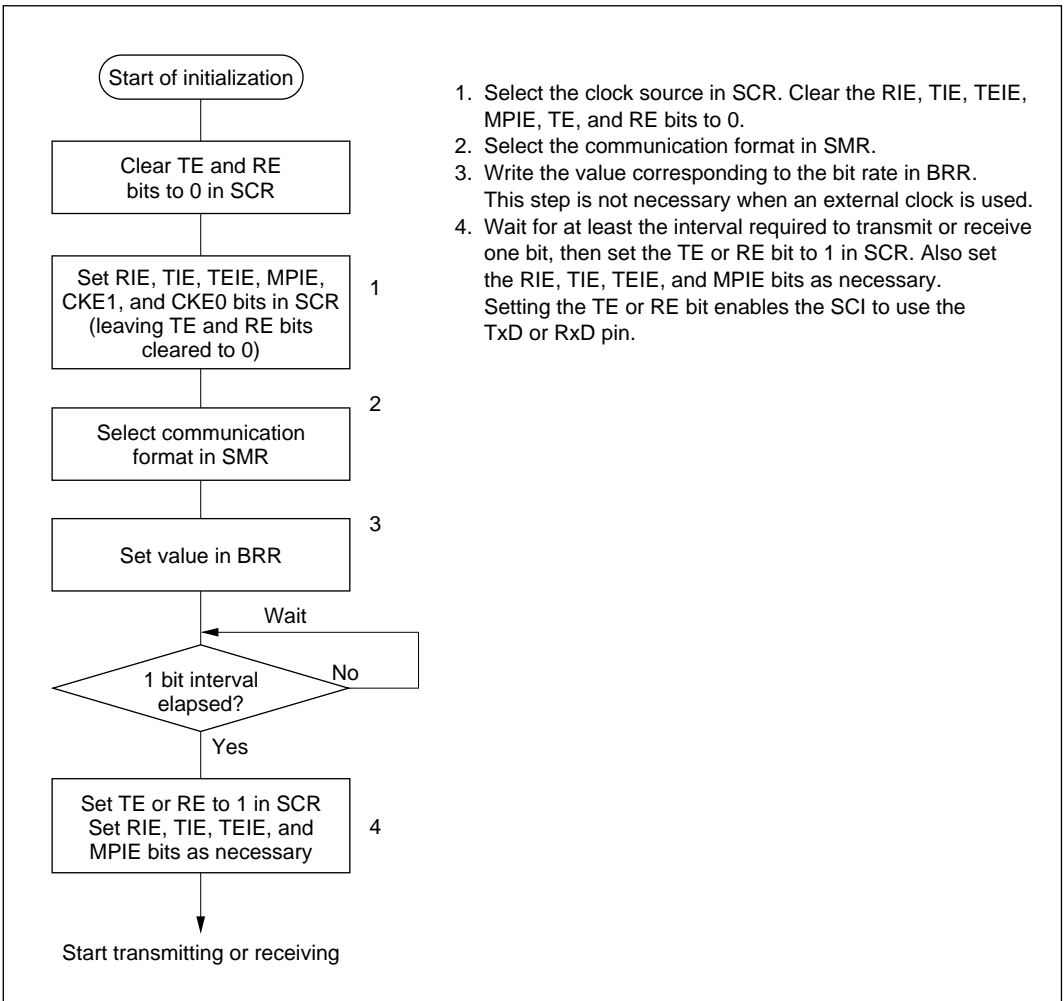 Start of initialization
Clear TE and RE
bits to 0 in SCR
Set RIE, TIE, TEIE, MPIE,
CKE1, and CKE0 bits in SCR
(leaving TE and RE bits
cleared to 0)
1
2
Select communication
format in SMR
3
Set value in BRR
Wait
1 bit interval
elapsed?
No
Yes
Set TE or RE to 1 in SCR
Set RIE, TIE, TEIE, and
MPIE bits as necessary
4
Start transmitting or receiving
1. Select the clock source in SCR. Clear the RIE, TIE, TEIE,
MPIE, TE, and RE bits to 0.
2. Select the communication format in SMR.
3. Write the value corresponding to the bit rate in BRR.
This step is not necessary when an external clock is used.
4. Wait for at least the interval required to transmit or receive
one bit, then set the TE or RE bit to 1 in SCR. Also set
the RIE, TIE, TEIE, and MPIE bits as necessary.
Setting the TE or RE bit enables the SCI to use the
TxD or RxD pin.